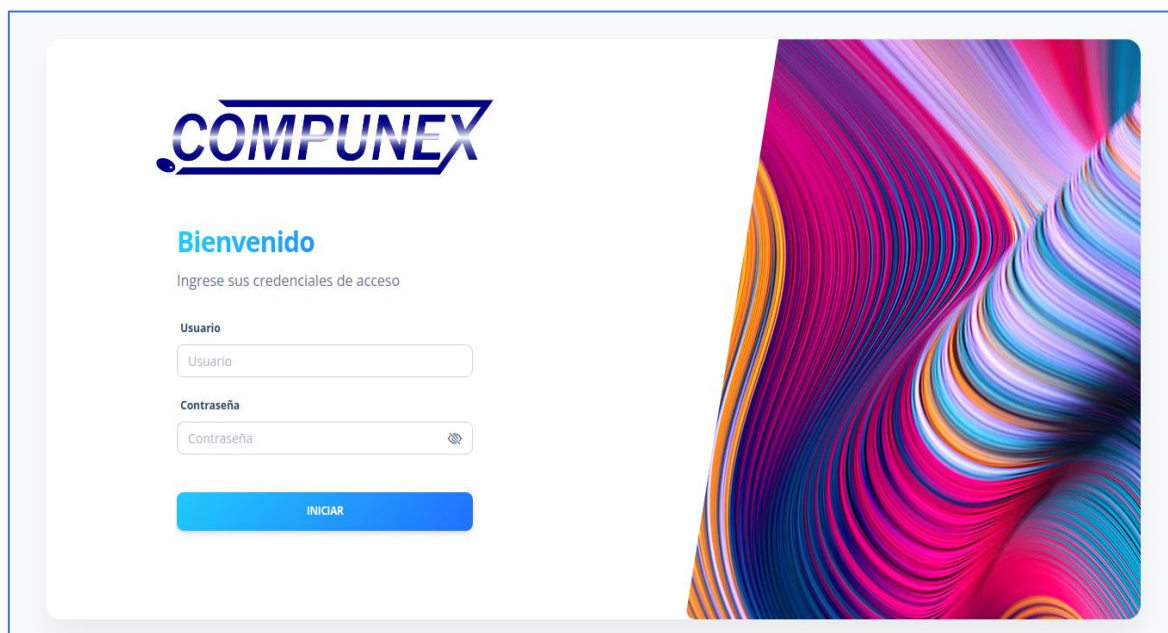 COMPUNEX
Bienvenido
Ingrese sus credenciales de acceso
Usuario
Usuario
Contraseña
Contraseña
INICIAR